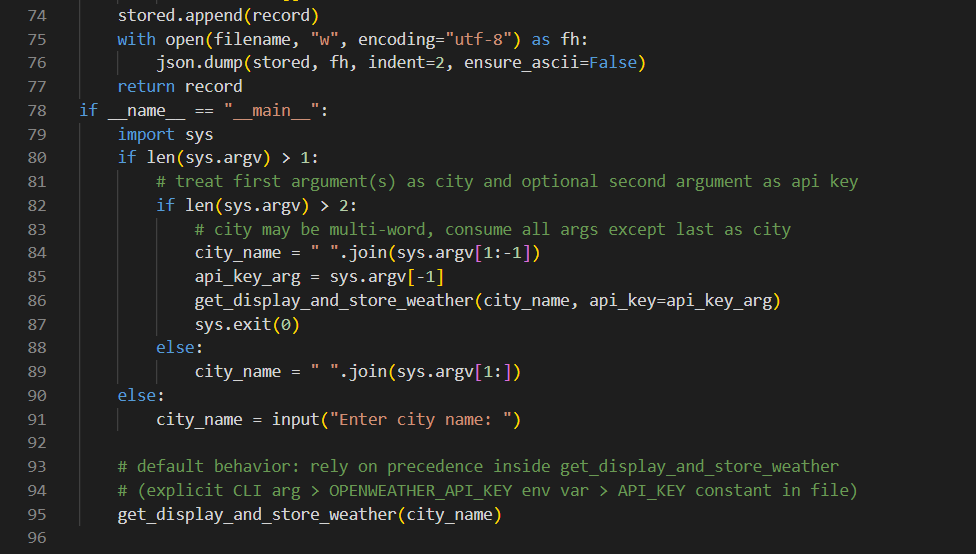 74 stored.append(record)
75 with open(filename, "w", encoding="utf-8") as fh:
76 json.dump(stored, fh, indent=2, ensure_ascii=False)
77 return record
78 if __name__ == "__main__":
79 import sys
80 if len(sys.argv) > 1:
81 # treat first argument(s) as city and optional second argument as api key
82 if len(sys.argv) > 2:
83 # city may be multi-word, consume all args except last as city
84 city_name = " ".join(sys.argv[1:-1])
85 api_key_arg = sys.argv[-1]
86 get_display_and_store_weather(city_name, api_key=api_key_arg)
87 sys.exit(0)
88 else:
89 city_name = " ".join(sys.argv[1:])
90 else:
91 city_name = input("Enter city name: ")
92
93 # default behavior: rely on precedence inside get_display_and_store_weather
94 # (explicit CLI arg > OPENWEATHER_API_KEY env var > API_KEY constant in file)
95 get_display_and_store_weather(city_name)
96